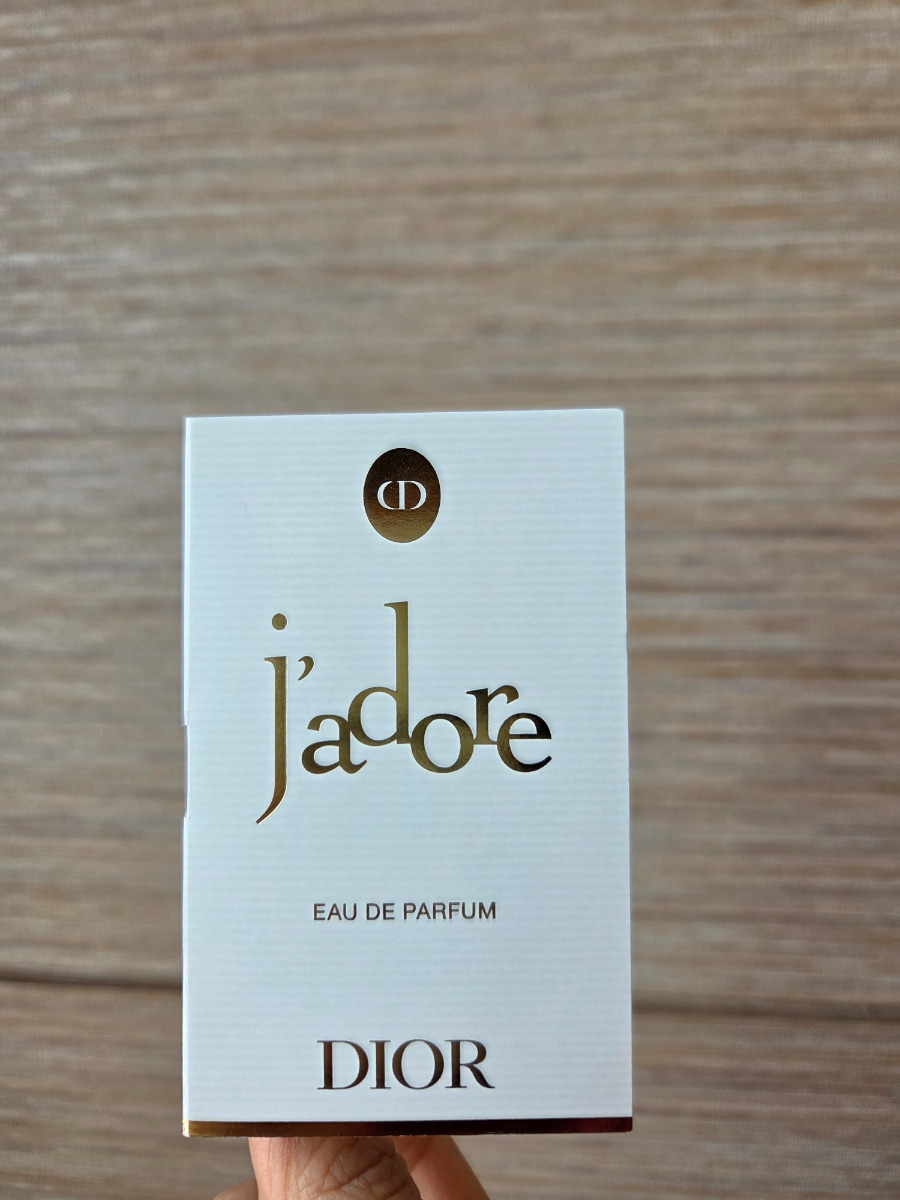 CD
j'adore
EAU DE PARFUM
DIOR